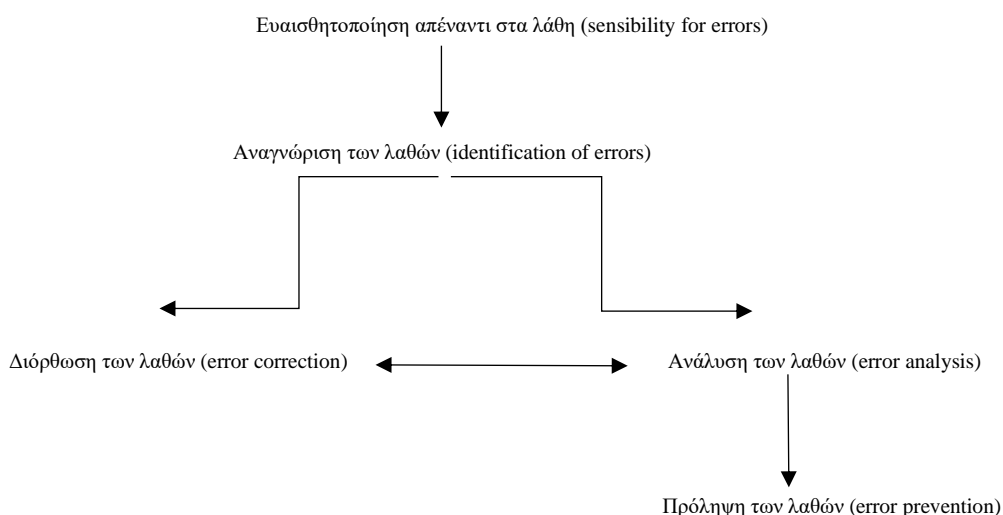 Ευαισθητοποίηση απέναντι στα λάθη (sensibility for errors)
Αναγνώριση των λαθών (identification of errors)
Διόρθωση των λαθών (error correction)
Ανάλυση των λαθών (error analysis)
Πρόληψη των λαθών (error prevention)